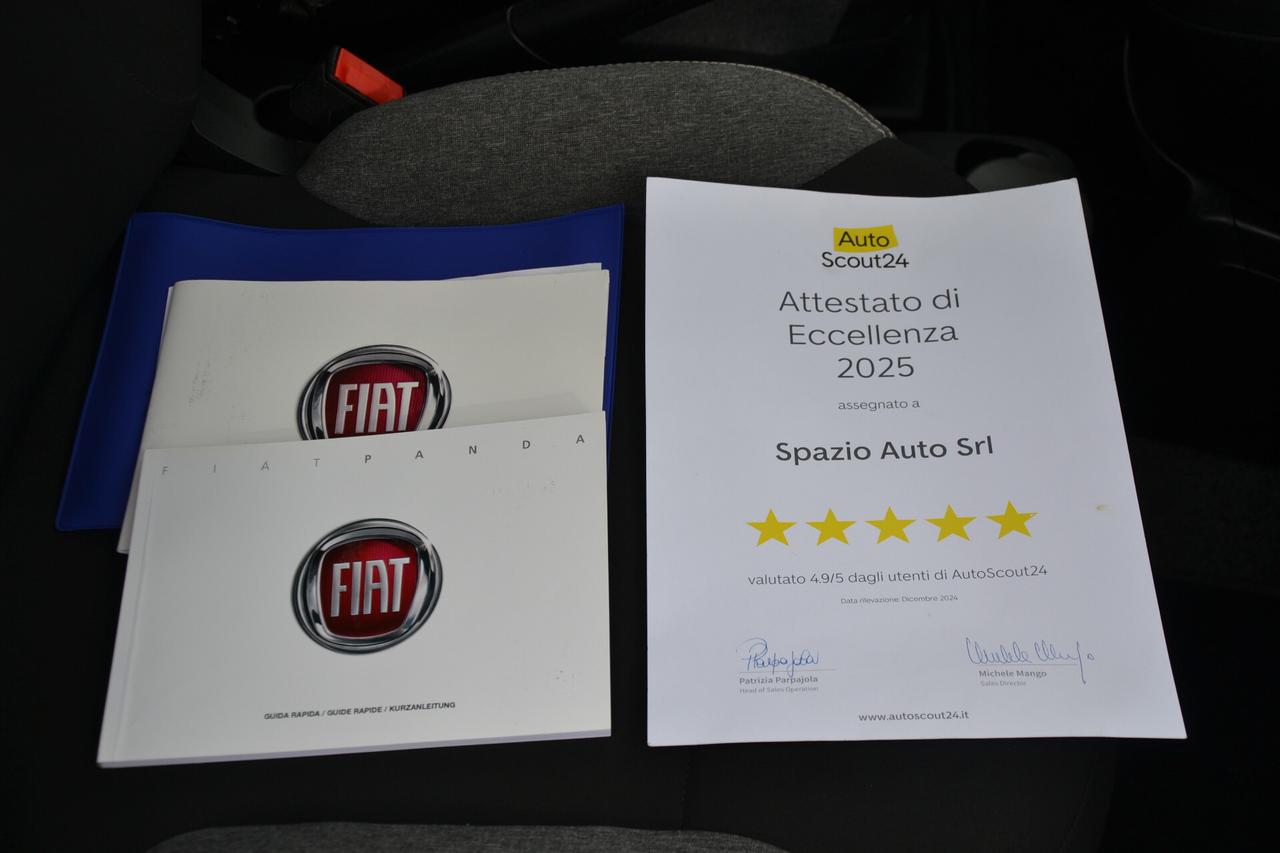 FIAT
FIAT PANDA
FIAT
GUIDA RAPIDA / GUIDE RAPIDE / KURZANLEITUNG
Auto
Scout24
Attestato di
Eccellenza
2025
assegnato a
Spazio Auto Srl
valutato 4.9/5 dagli utenti di AutoScout24
Data rilevazione: Dicembre 2024
Patrizia Parpajola
Head of Sales Operation
Michele Mango
Sales Director
www.autoscout24.it